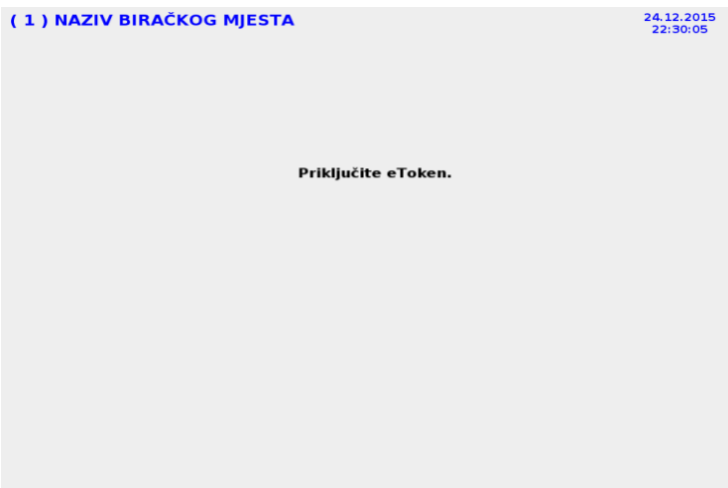 ( 1 ) NAZIV BIRAČKOG MJESTA
24.12.2015
22:30:05
Priključite eToken.